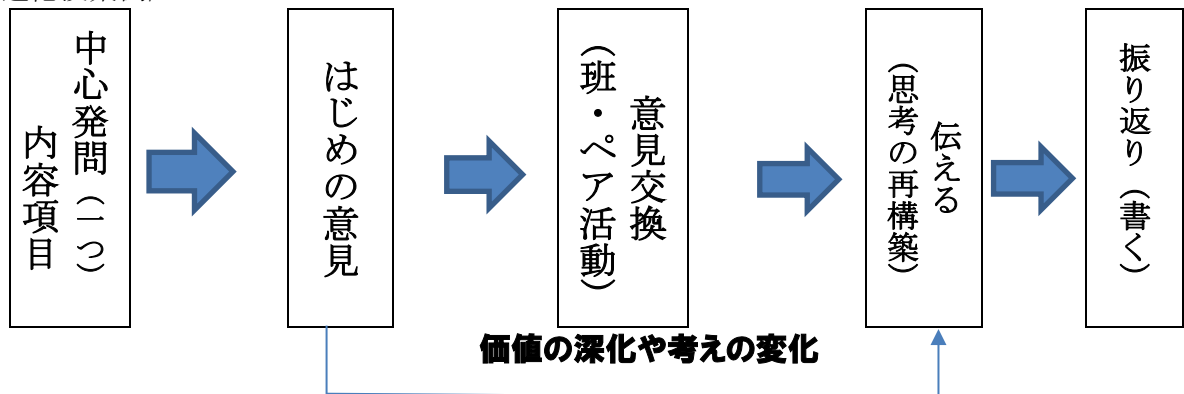 中心発問（一つ）
内容項目
はじめの意見
意見交換
（班・ペア活動）
伝える
（思考の再構築）
振り返り（書く）
価値の深化や考えの変化